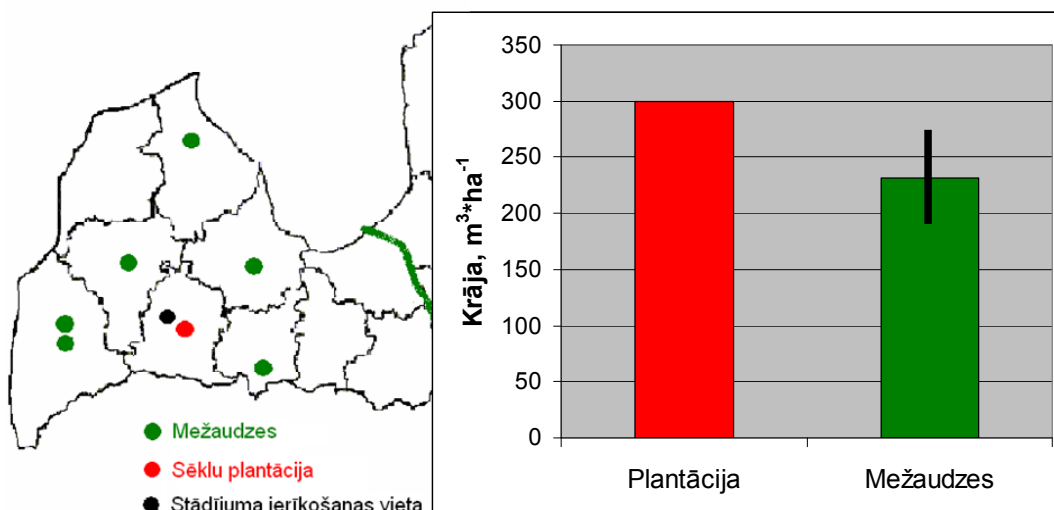 Mežaudzes
Sēklu plantācija
Stādījuma ierīkošanas vieta
350
300
250
200
150
100
50
0
Krāja, m³*ha⁻¹
Plantācija Mežaudzes